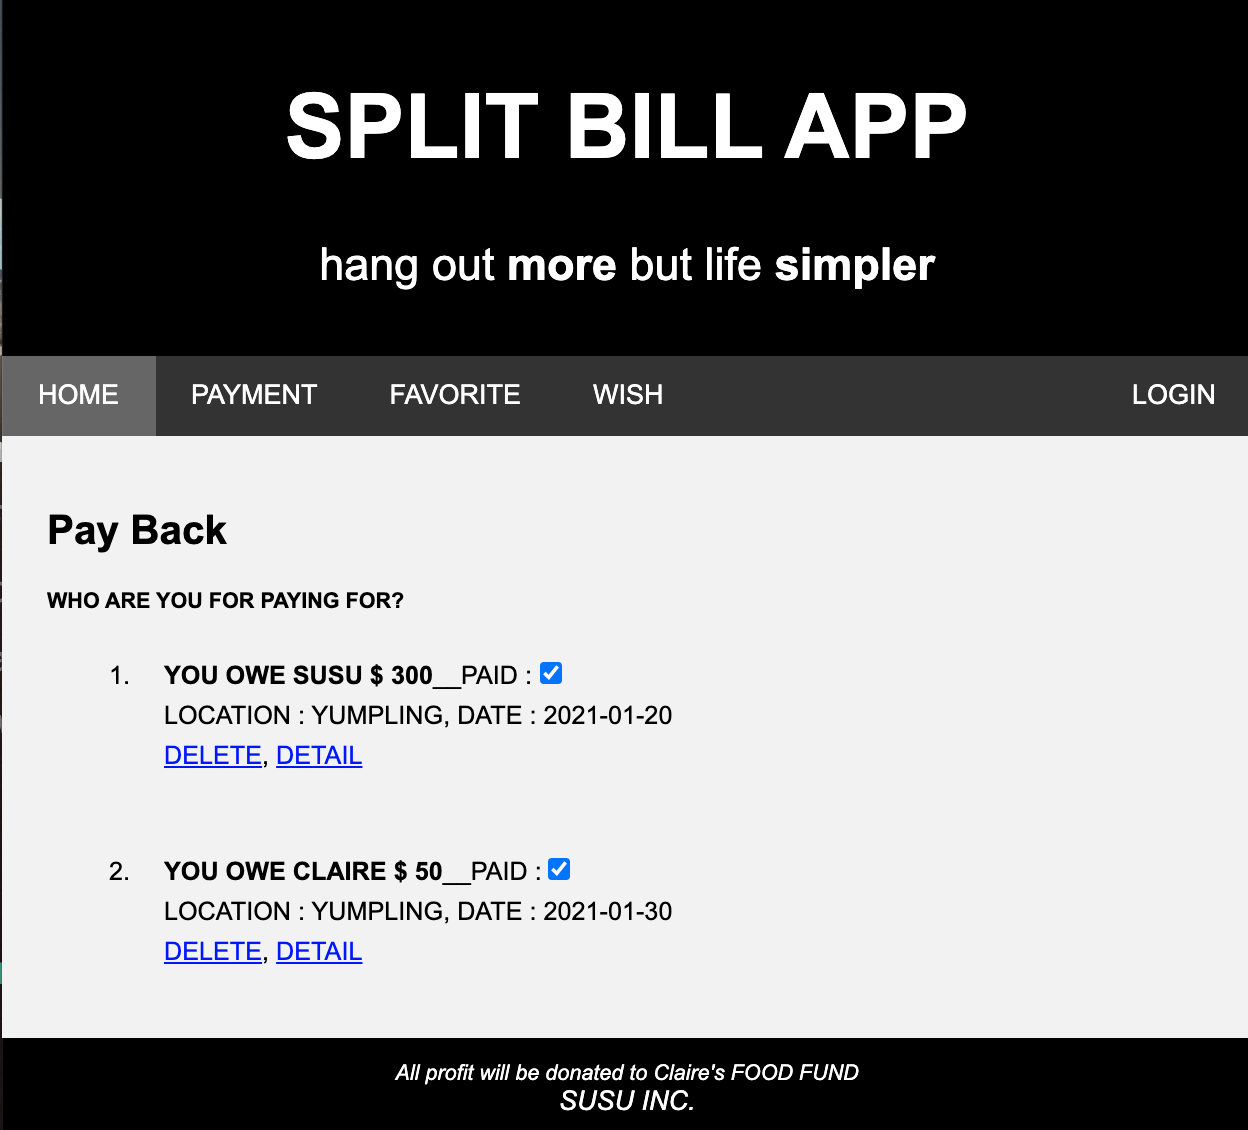 SPLIT BILL APP
hang out more but life simpler
HOME PAYMENT FAVORITE WISH LOGIN
Pay Back
WHO ARE YOU FOR PAYING FOR?
1. YOU OWE SUSU $ 300__PAID :
LOCATION : YUMPLING, DATE : 2021-01-20
DELETE, DETAIL
2. YOU OWE CLAIRE $ 50__PAID :
LOCATION : YUMPLING, DATE : 2021-01-30
DELETE, DETAIL
All profit will be donated to Claire's FOOD FUND
SUSU INC.